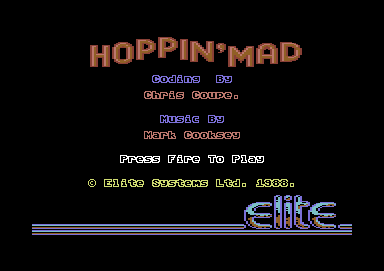 HOPPIN' MAD
Coding By
Chris Coupe.
Music By
Mark Cooksey
Press Fire To Play
© Elite Systems Ltd. 1988.
elite